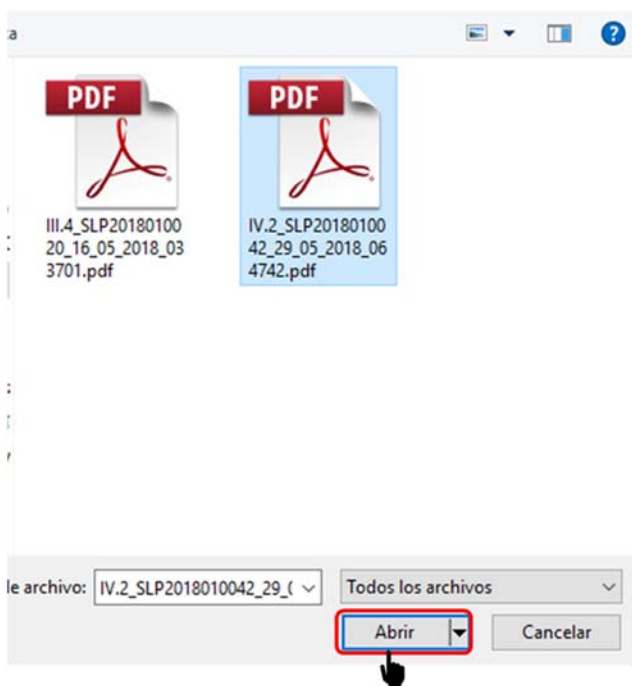 ?
PDF
PDF
III.4_SLP20180100
20_16_05_2018_03
3701.pdf
IV.2_SLP20180100
42_29_05_2018_06
4742.pdf
archivo: IV.2_SLP2018010042_29_( Todos los archivos
Abrir Cancelar